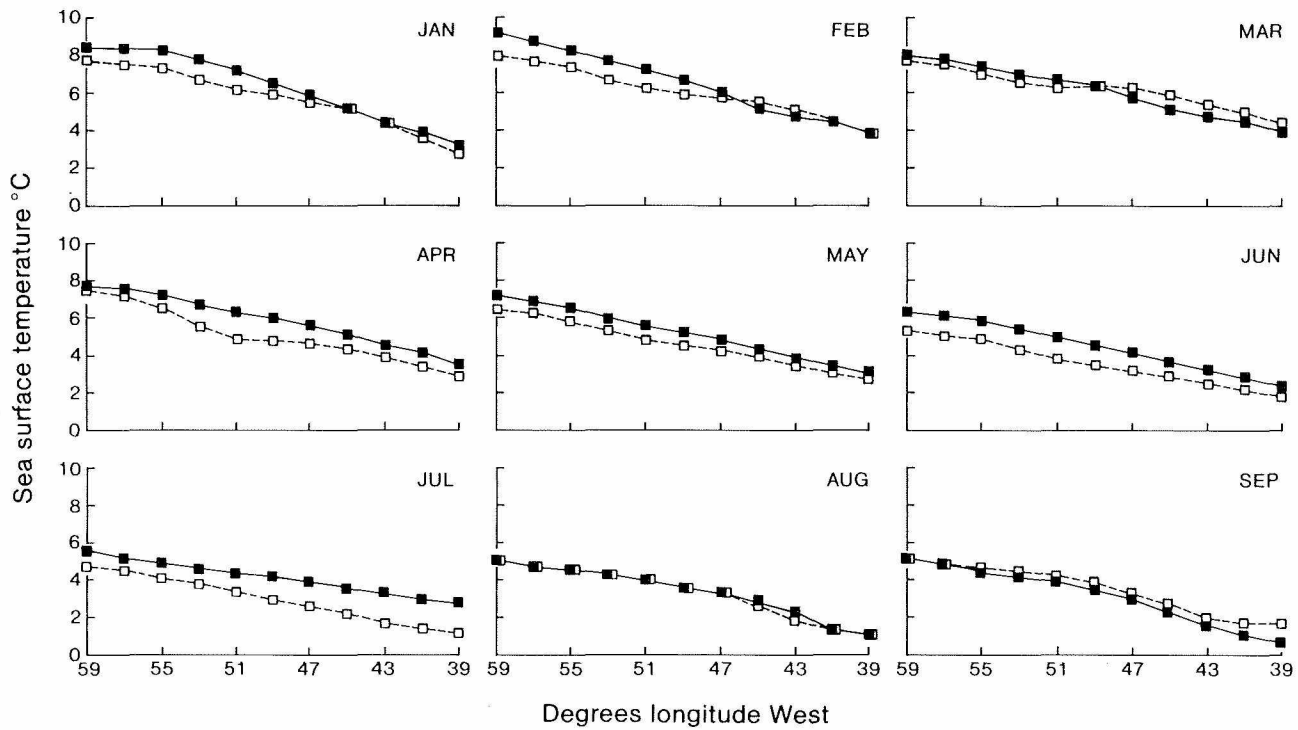 Sea surface temperature °C
10
8
6
4
2
0
JAN
FEB
MAR
10
8
6
4
2
0
APR
MAY
JUN
10
8
6
4
2
0
JUL
AUG
SEP
59 55 51 47 43 39
59 55 51 47 43 39
59 55 51 47 43 39
Degrees longitude West